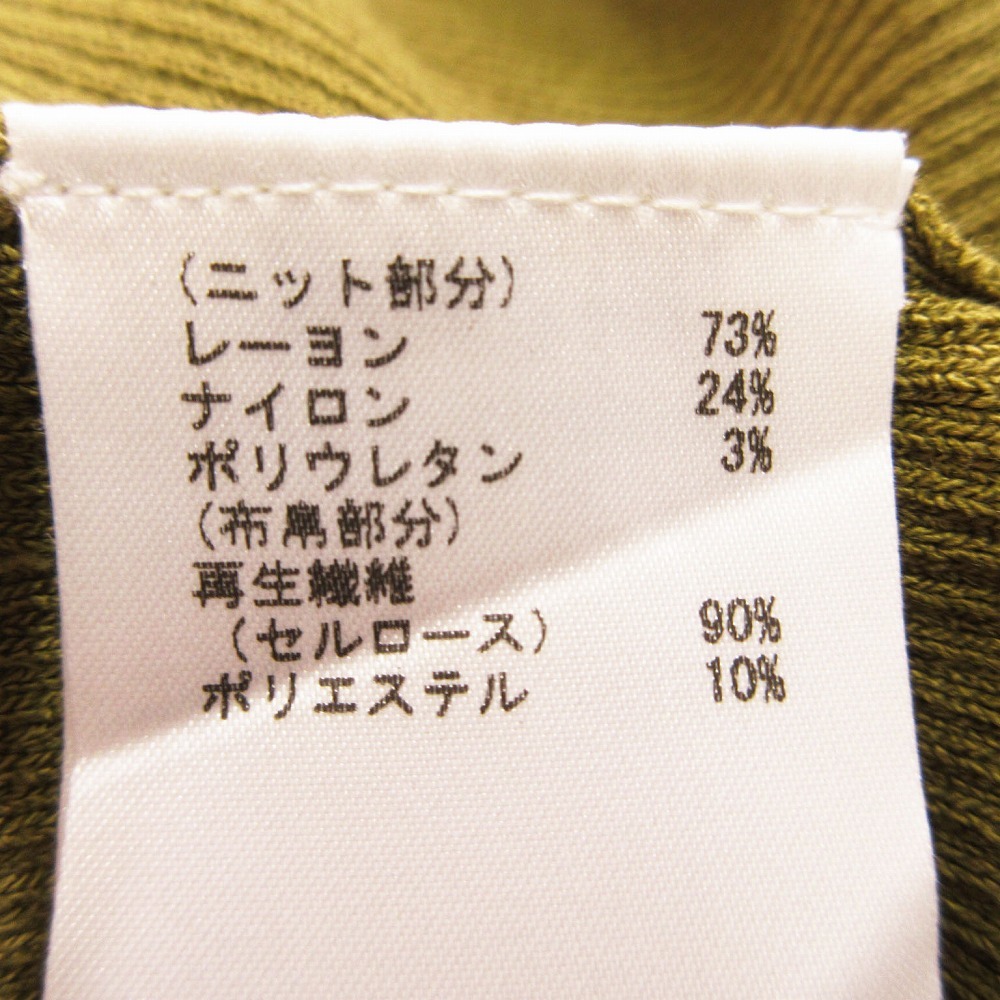 (ニット部分)
レーヨン 73%
ナイロン 24%
ポリウレタン 3%
(布帛部分)
再生繊維
(セルロース) 90%
ポリエステル 10%